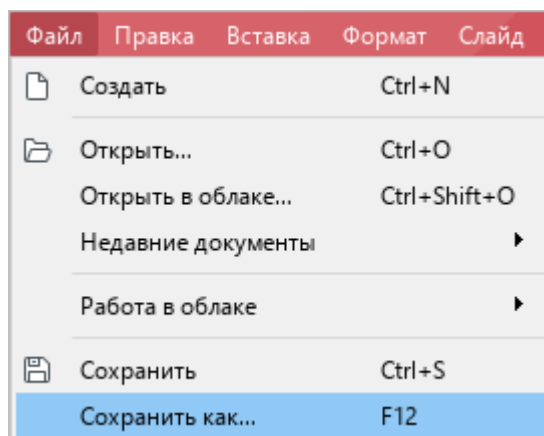 Файл Правка Вставка Формат Слайд
Создать Ctrl+N
Открыть... Ctrl+O
Открыть в облаке... Ctrl+Shift+O
Недавние документы
Работа в облаке
Сохранить Ctrl+S
Сохранить как... F12